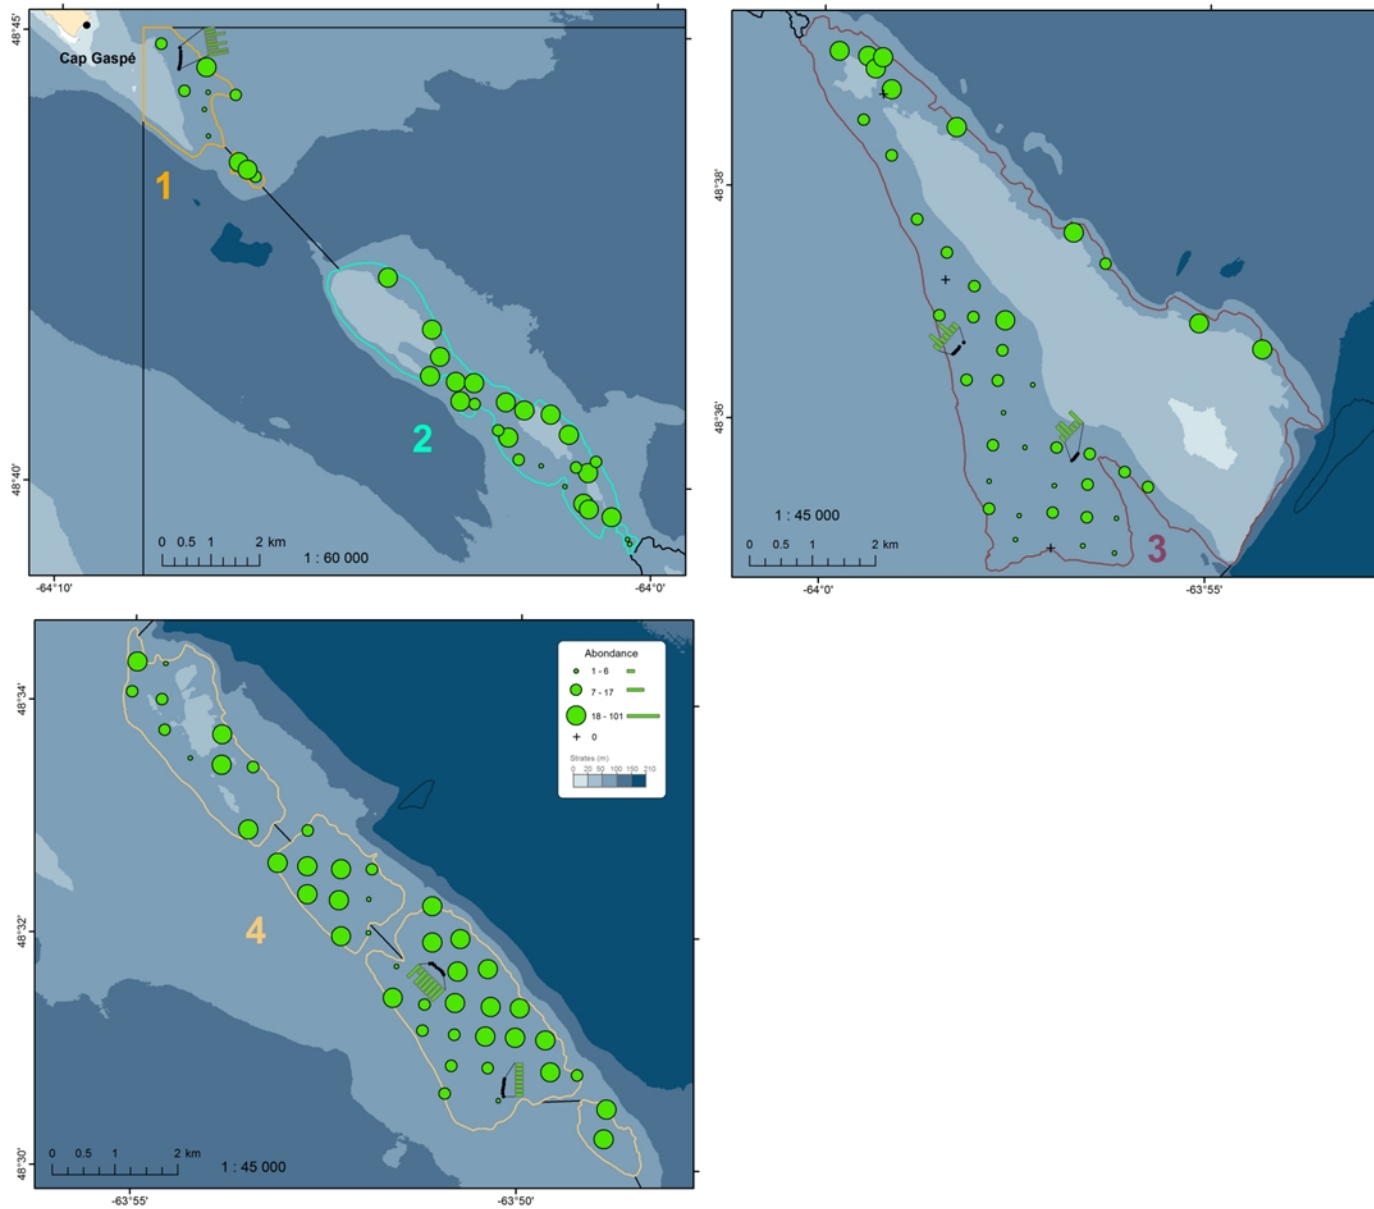 48°45'
Cap Gaspé
1
2
48°40'
0 0.5 1 2 km
1 : 60 000
-64°10'
-64°0'
48°38'
48°36'
1 : 45 000
0 0.5 1 2 km
3
-64°0'
-63°55'
48°34'
Abondance
1 - 6
7 - 17
18 - 101
0
Strates (m)
0 20 50 100 150 210
48°32'
4
48°30'
0 0.5 1 2 km
1 : 45 000
-63°55'
-63°50'